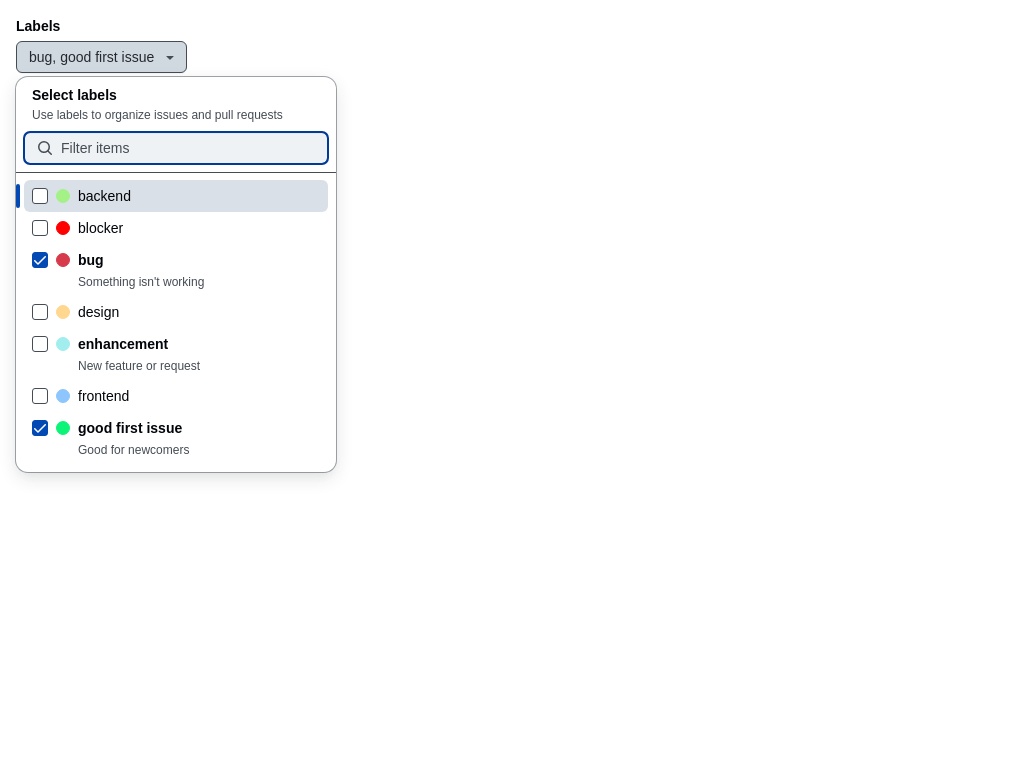 Labels
bug, good first issue
Select labels
Use labels to organize issues and pull requests
Filter items
backend
blocker
bug
Something isn't working
design
enhancement
New feature or request
frontend
good first issue
Good for newcomers